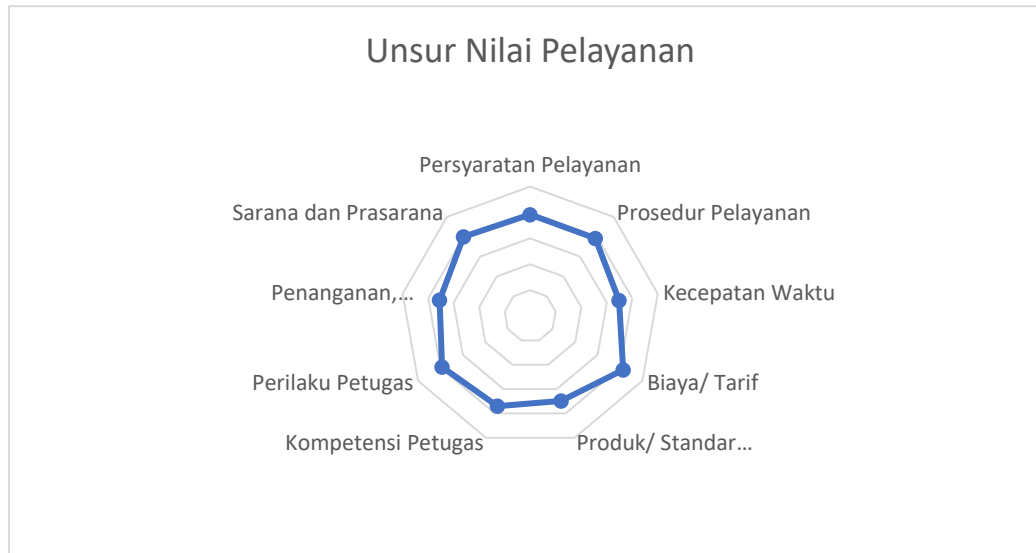 Unsur Nilai Pelayanan
Persyaratan Pelayanan
Prosedur Pelayanan
Kecepatan Waktu
Biaya/ Tarif
Produk/ Standar...
Kompetensi Petugas
Perilaku Petugas
Penanganan,...
Sarana dan Prasarana